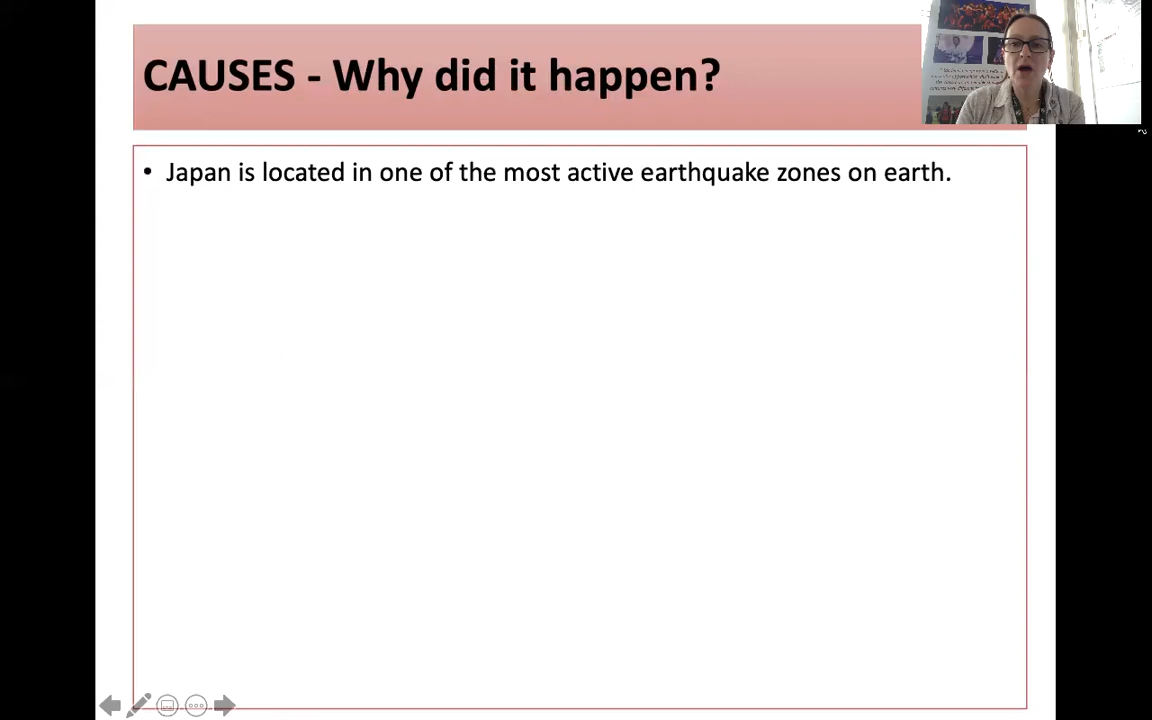 CAUSES - Why did it happen?
• Japan is located in one of the most active earthquake zones on earth.